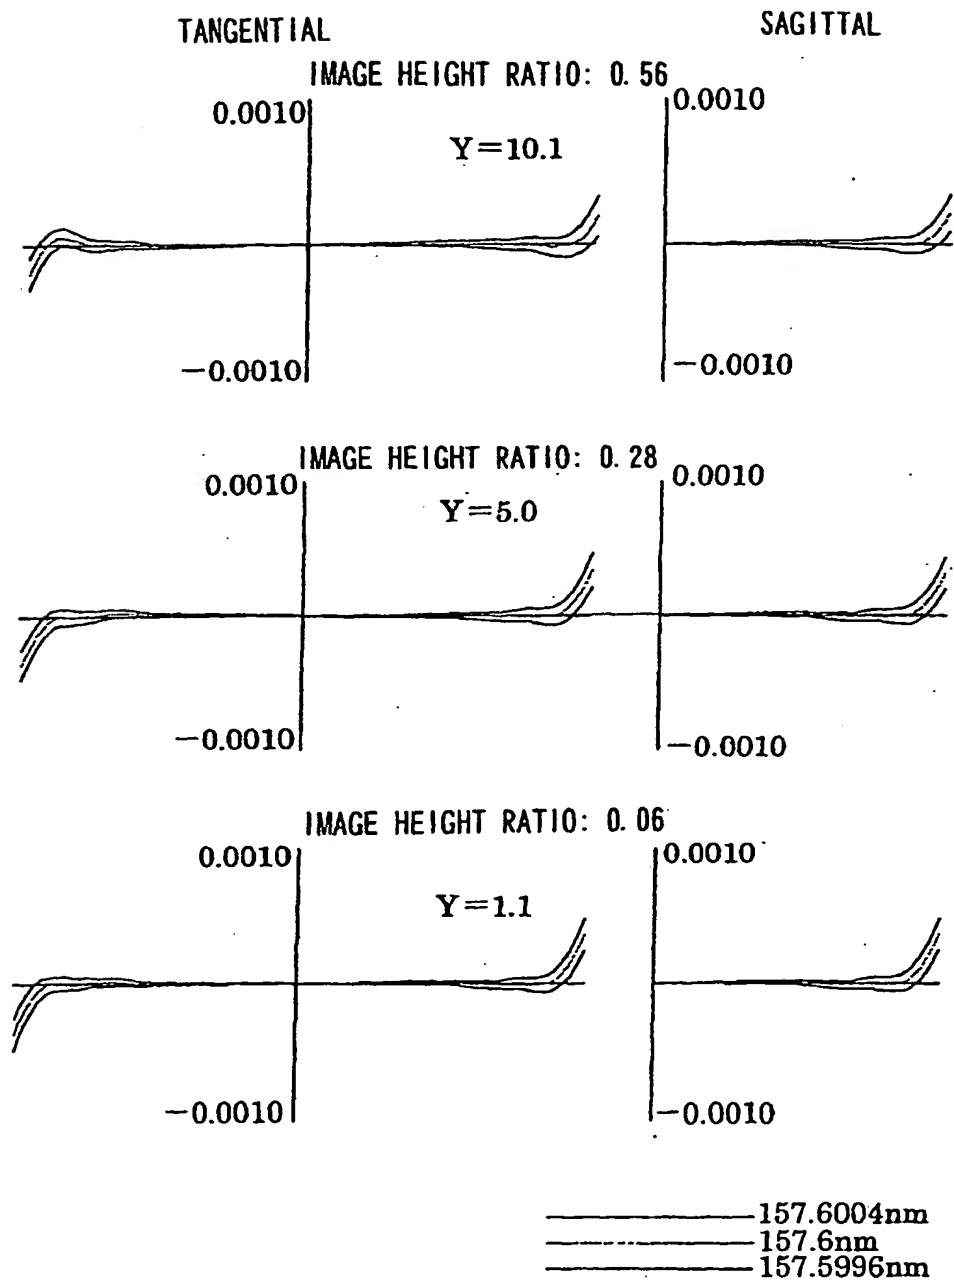 TANGENTIAL
SAGITTAL
IMAGE HEIGHT RATIO: 0.56
0.0010
0.0010
Y=10.1
−0.0010
−0.0010
IMAGE HEIGHT RATIO: 0.28
0.0010
0.0010
Y=5.0
−0.0010
−0.0010
IMAGE HEIGHT RATIO: 0.06
0.0010
0.0010
Y=1.1
−0.0010
−0.0010
157.6004nm
157.6nm
157.5996nm